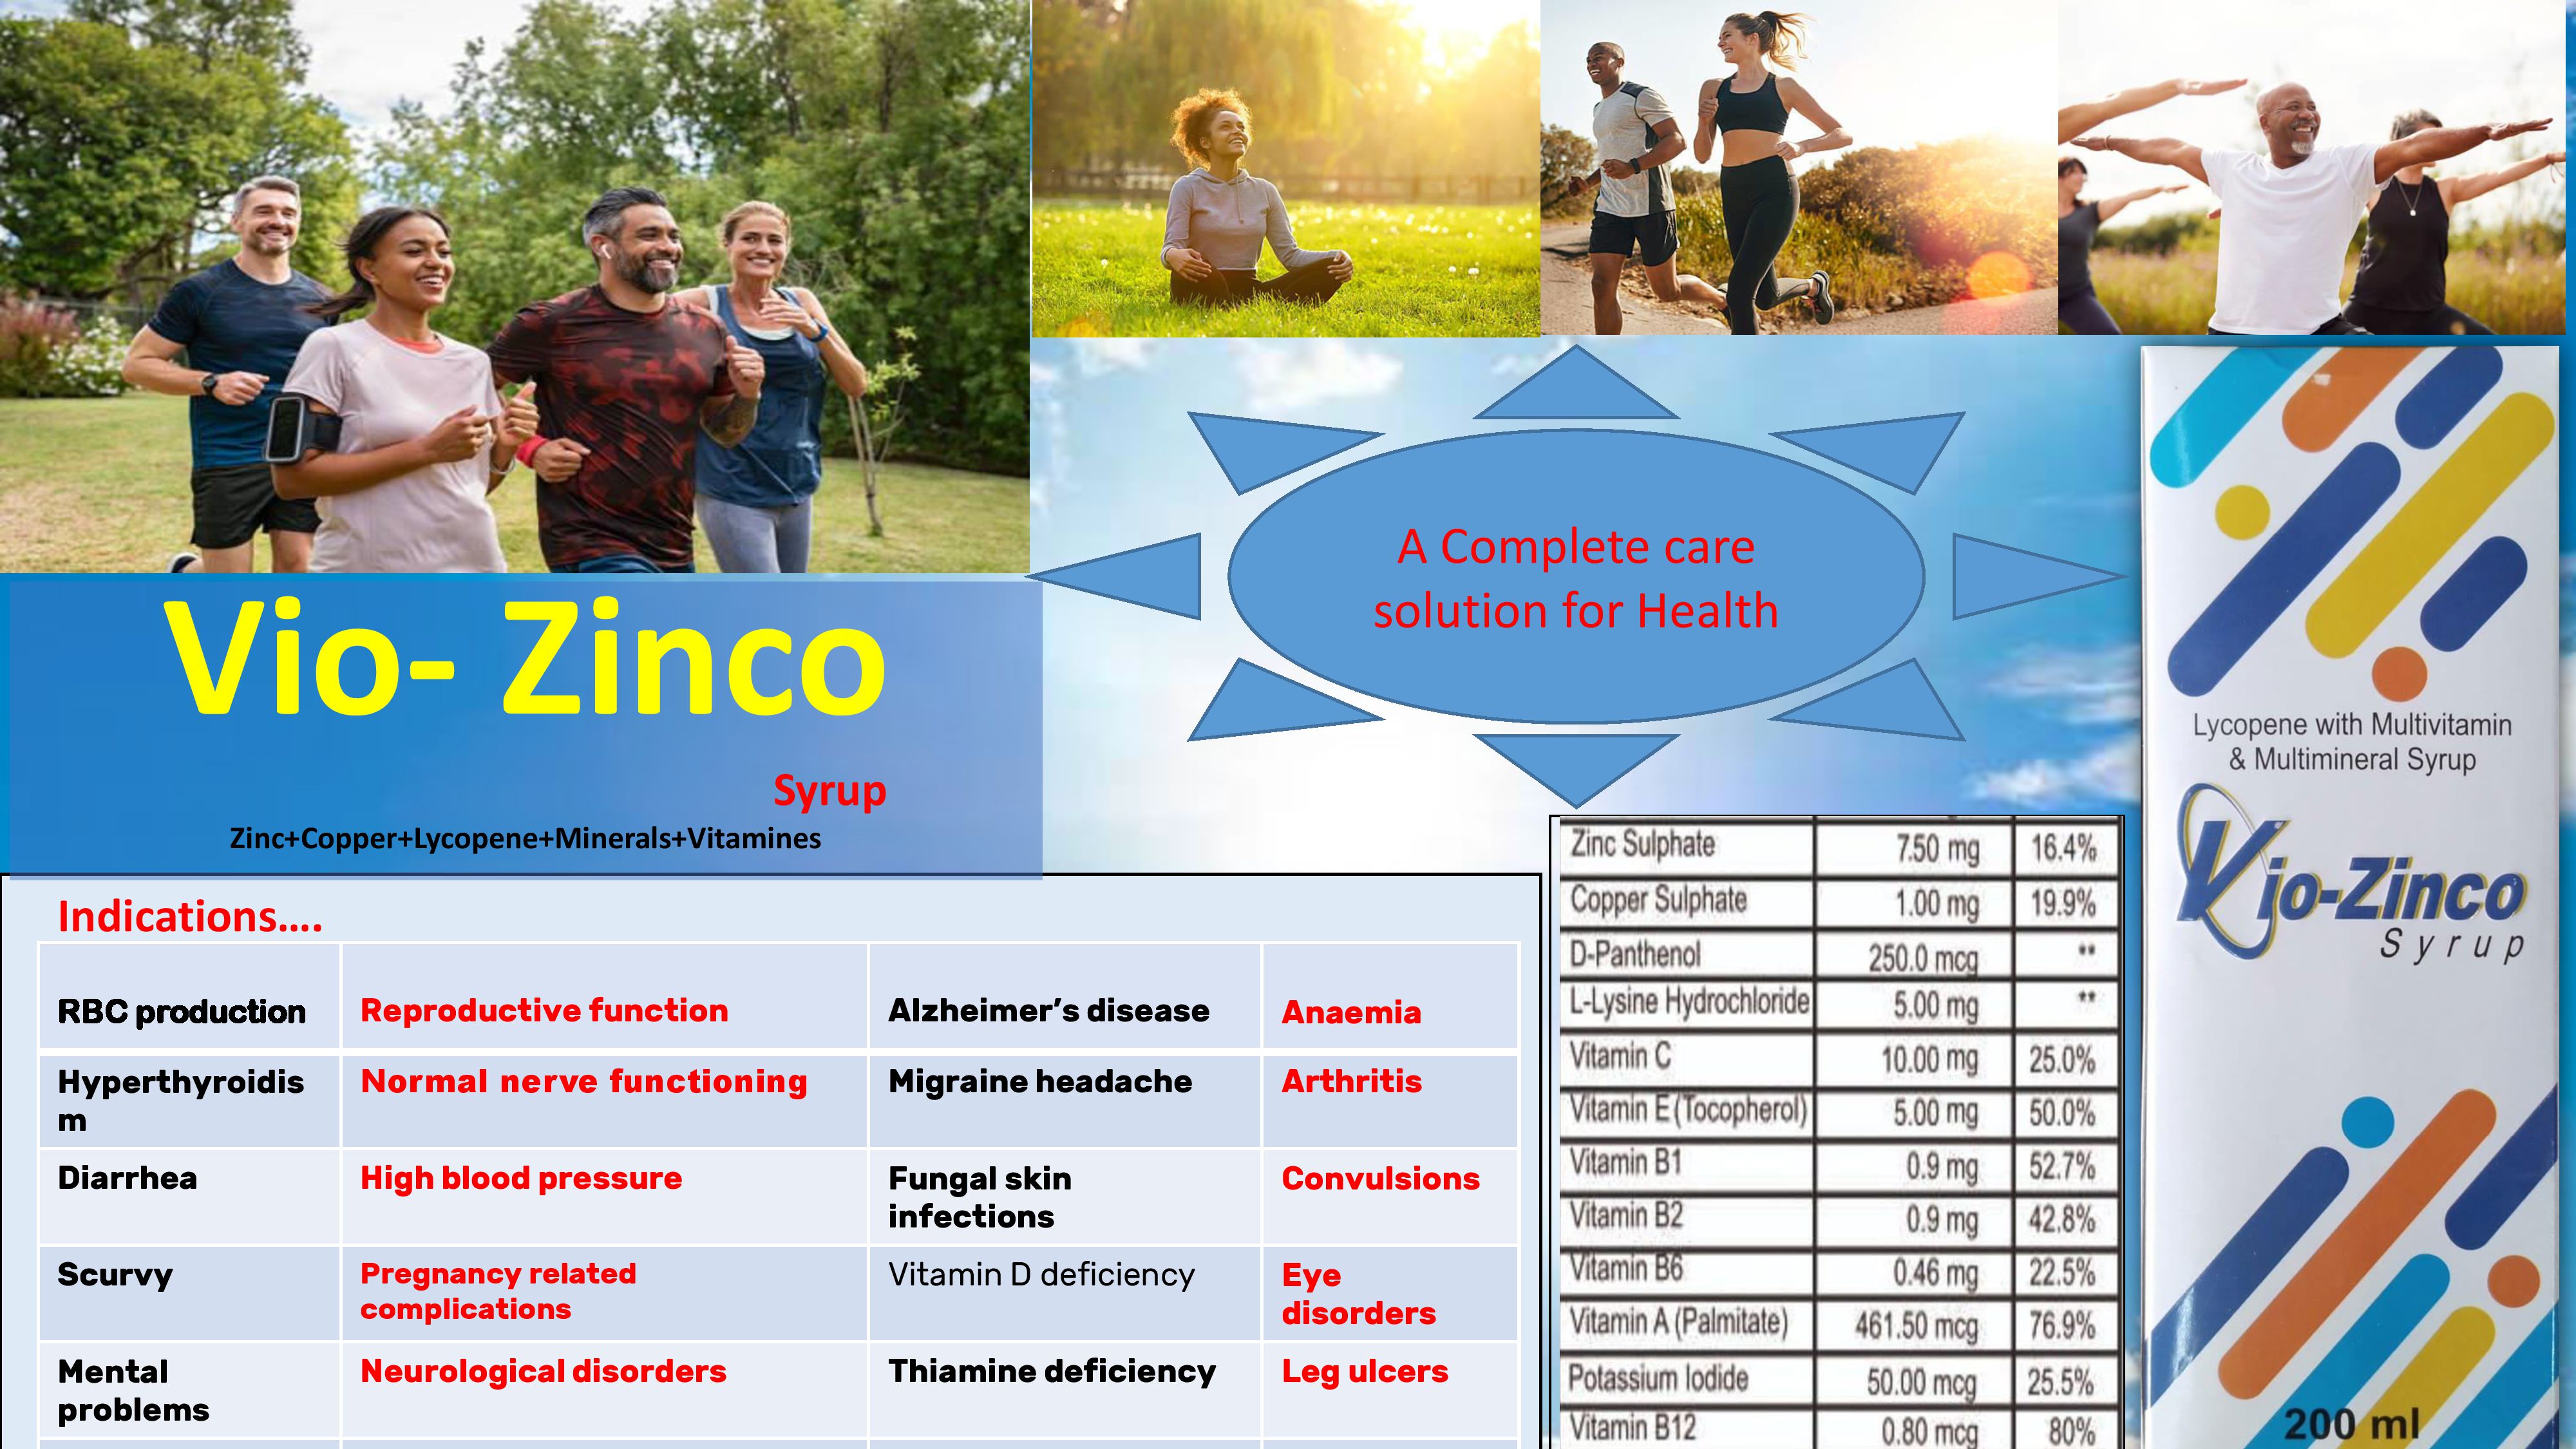 A Complete care
solution for Health
Vio- Zinco
Syrup
Zinc+Copper+Lycopene+Minerals+Vitamines
Indications....
RBC production Reproductive function Alzheimer's disease Anaemia
Hyperthyroidis
m Normal nerve functioning Migraine headache Arthritis
Diarrhea High blood pressure Fungal skin
infections Convulsions
Scurvy Pregnancy related
complications Vitamin D deficiency Eye
disorders
Mental
problems Neurological disorders Thiamine deficiency Leg ulcers
Zinc Sulphate 7.50 mg 16.4%
Copper Sulphate 1.00 mg 19.9%
D-Panthenol 250.0 mcg **
L-Lysine Hydrochloride 5.00 mg **
Vitamin C 10.00 mg 25.0%
Vitamin E (Tocopherol) 5.00 mg 50.0%
Vitamin B1 0.9 mg 52.7%
Vitamin B2 0.9 mg 42.8%
Vitamin B6 0.46 mg 22.5%
Vitamin A (Palmitate) 461.50 mcg 76.9%
Potassium Iodide 50.00 mcg 25.5%
Vitamin B12 0.80 mcg 80%
Lycopene with Multivitamin
& Multimineral Syrup
Vio-Zinco
Syrup
200 ml